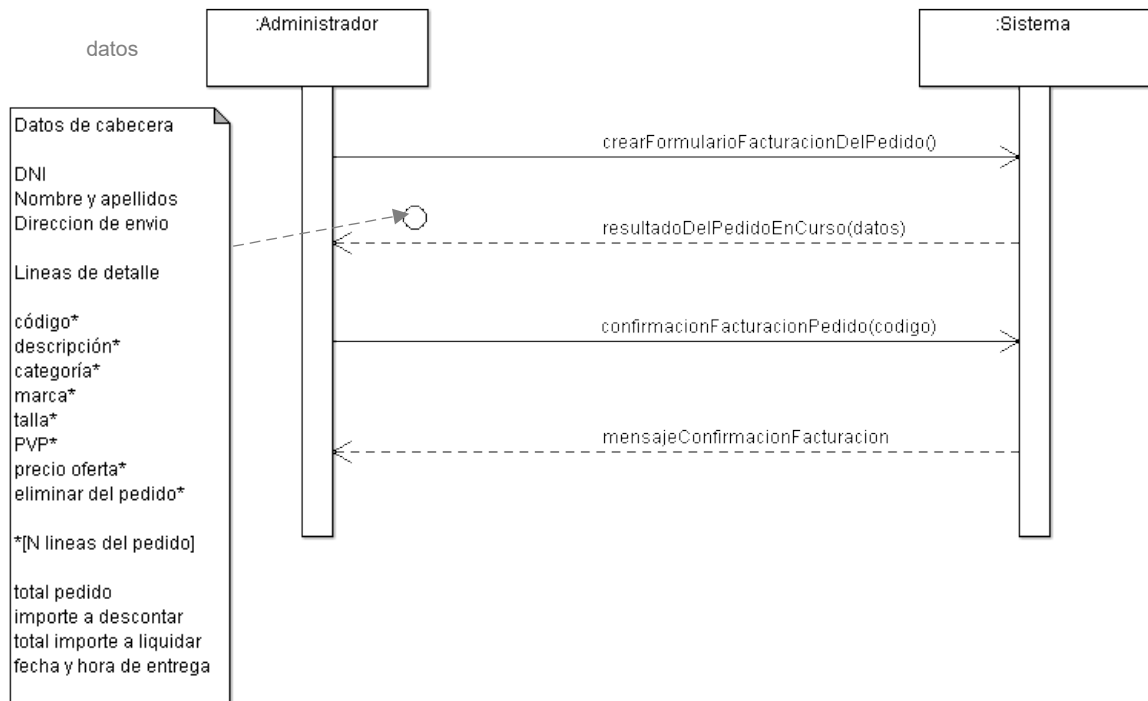 :Administrador
:Sistema
datos
Datos de cabecera
DNI
Nombre y apellidos
Direccion de envio
Lineas de detalle
código*
descripción*
categoría*
marca*
talla*
PVP*
precio oferta*
eliminar del pedido*
*[N lineas del pedido]
total pedido
importe a descontar
total importe a liquidar
fecha y hora de entrega
crearFormularioFacturacionDelPedido()
resultadoDelPedidoEnCurso(datos)
confirmacionFacturacionPedido(codigo)
mensajeConfirmacionFacturacion